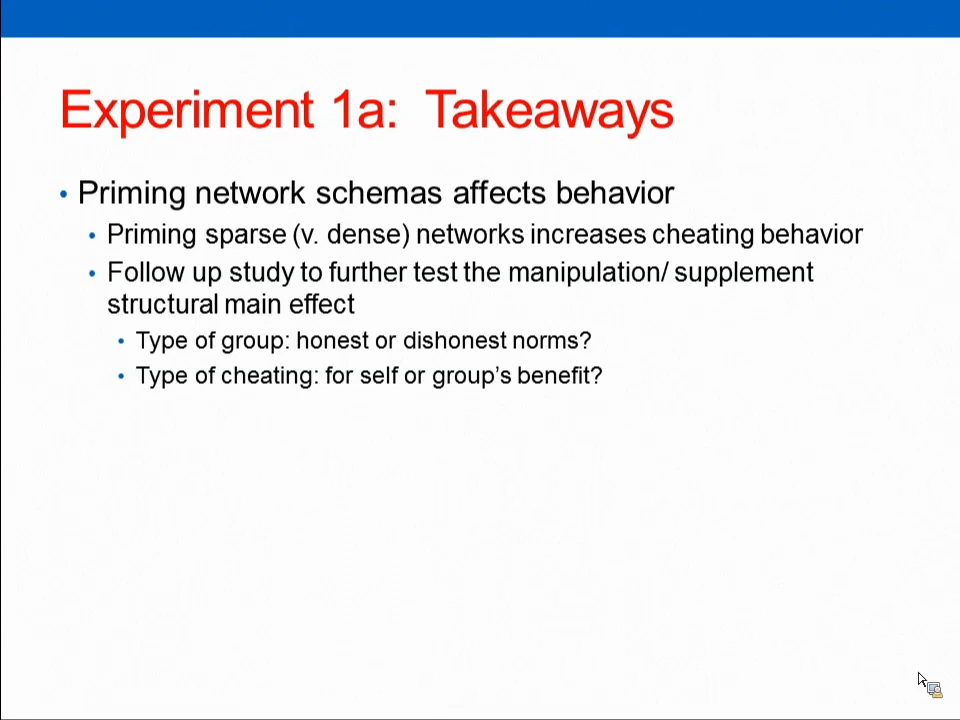 Experiment 1a: Takeaways
• Priming network schemas affects behavior
• Priming sparse (v. dense) networks increases cheating behavior
• Follow up study to further test the manipulation/ supplement
structural main effect
• Type of group: honest or dishonest norms?
• Type of cheating: for self or group’s benefit?